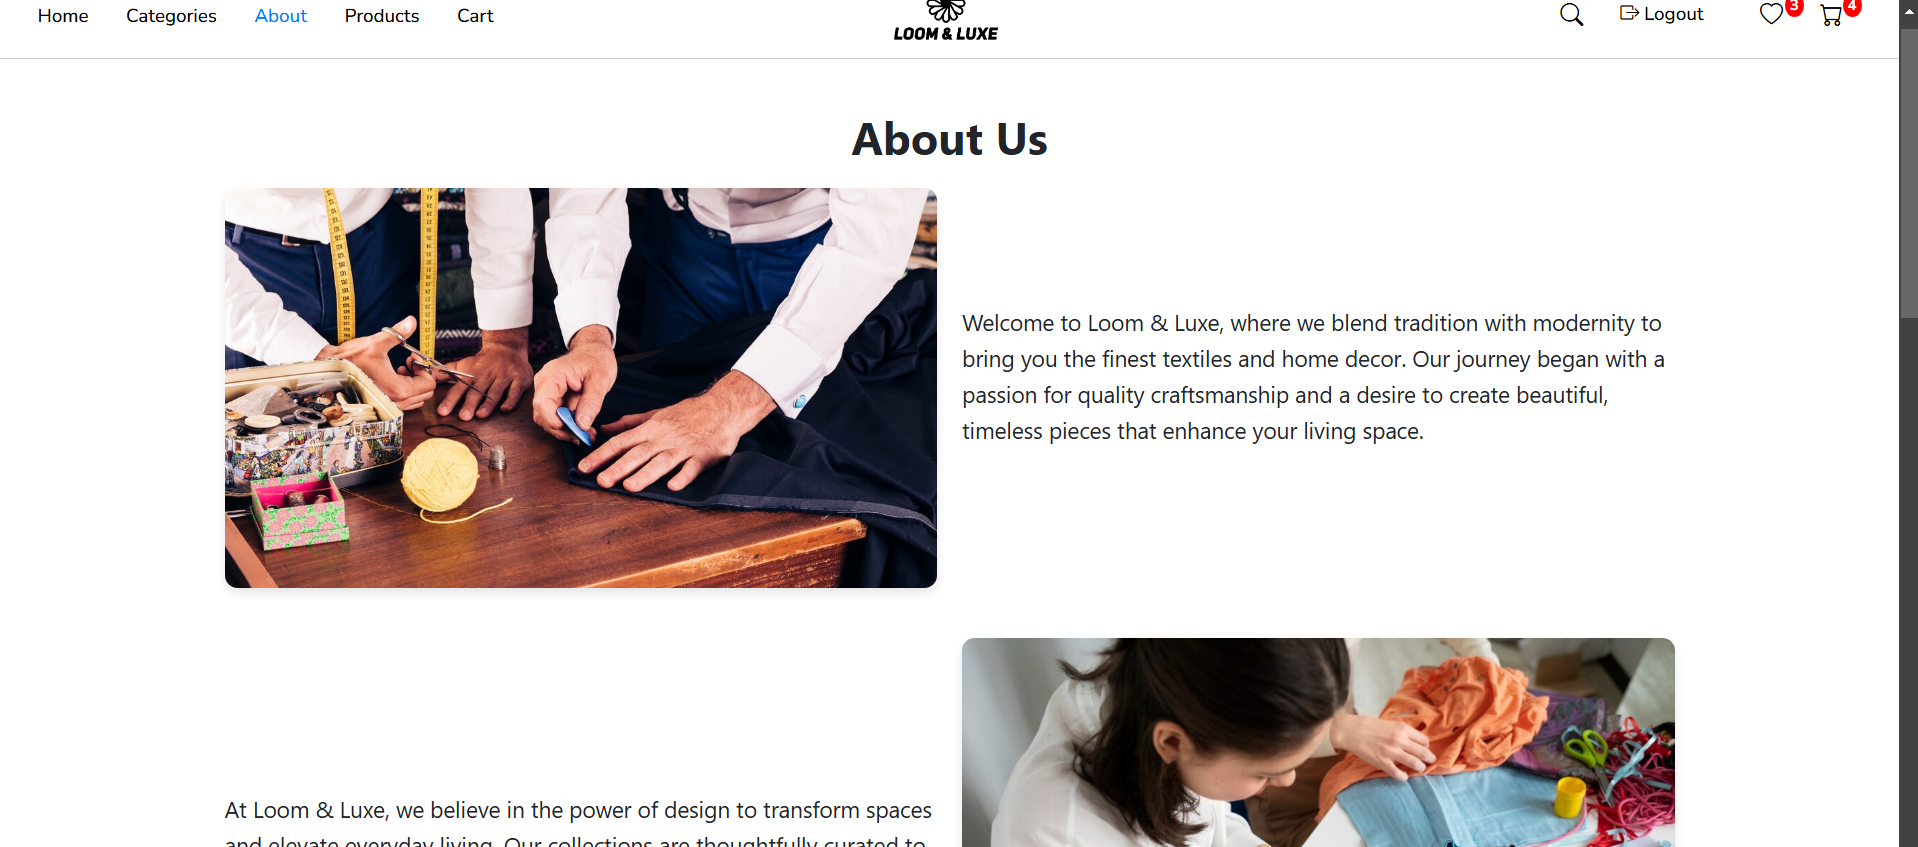 Home Categories About Products Cart
LOOM & LUXE
Logout 3 4
About Us
Welcome to Loom & Luxe, where we blend tradition with modernity to
bring you the finest textiles and home decor. Our journey began with a
passion for quality craftsmanship and a desire to create beautiful,
timeless pieces that enhance your living space.
At Loom & Luxe, we believe in the power of design to transform spaces
and elevate everyday living. Our collections are thoughtfully curated to